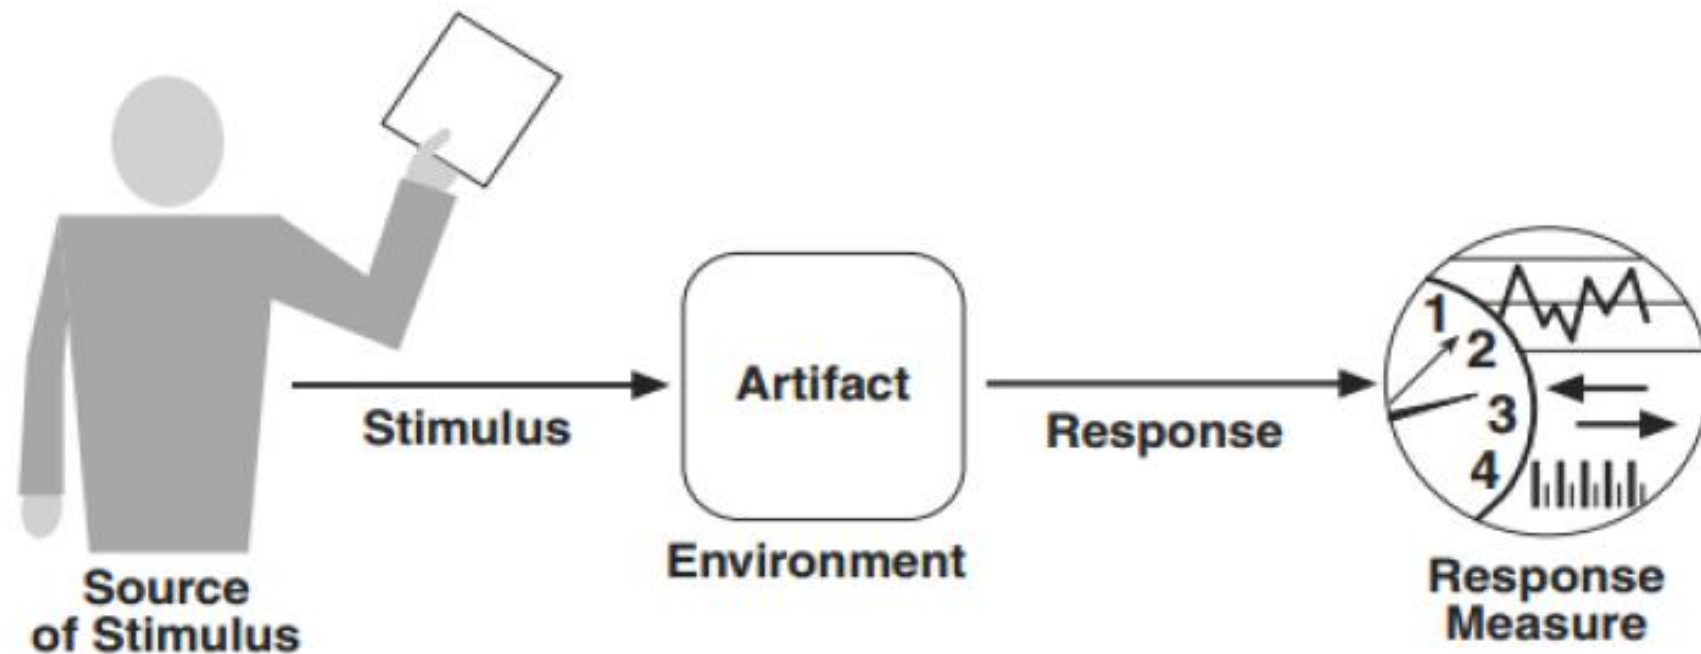 Source
of Stimulus
Stimulus
Artifact
Environment
Response
1
2
3
4
Response
Measure